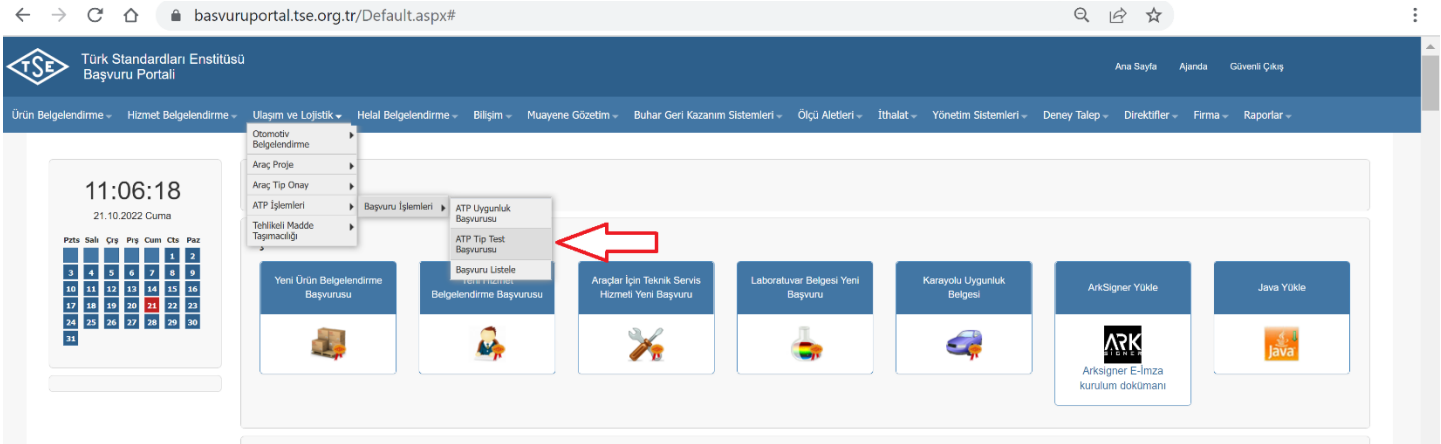 basvuruportal.tse.org.tr/Default.aspx#
TSE
Türk Standardları Enstitüsü
Başvuru Portali
Ana Sayfa Ajanda Güvenli Çıkış
Ürün Belgelendirme Hizmet Belgelendirme Ulaşım ve Lojistik Helal Belgelendirme Bilişim Muayene Gözetim Buhar Geri Kazanım Sistemleri Ölçü Aletleri İthalat Yönetim Sistemleri Deney Talep Direktifler Firma Raporlar
Otomotiv
Belgelendirme
Araç Proje
Araç Tip Onay
ATP İşlemleri
Tehlikeli Madde
Taşımacılığı
Başvuru İşlemleri
ATP Uygunluk
Başvurusu
ATP Tip Test
Başvurusu
Başvuru Listele
11:06:18
21.10.2022 Cuma
Pzts Salı Çrş Prş Cum Cts Paz
1 2
3 4 5 6 7 8 9
10 11 12 13 14 15 16
17 18 19 20 21 22 23
24 25 26 27 28 29 30
31
Yeni Ürün Belgelendirme
Başvurusu
Yeni Hizmet
Belgelendirme Başvurusu
Araçlar İçin Teknik Servis
Hizmeti Yeni Başvuru
Laboratuvar Belgesi Yeni
Başvuru
Karayolu Uygunluk
Belgesi
ArkSigner Yükle
ARK
SIGNER
Arksigner E-İmza
kurulum dokümanı
Java Yükle
Java